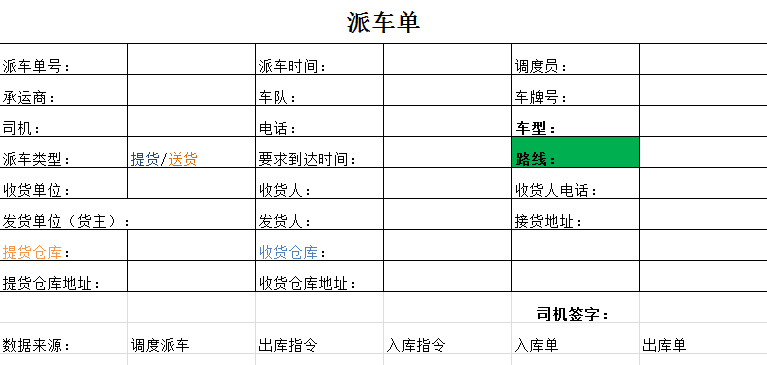 派车单
派车单号： 派车时间： 调度员：
承运商： 车队： 车牌号：
司机： 电话： 车型：
派车类型： 提货/送货 要求到达时间： 路线：
收货单位： 收货人： 收货人电话：
发货单位（货主）： 发货人： 接货地址：
提货仓库： 收货仓库：
提货仓库地址： 收货仓库地址：
司机签字：
数据来源： 调度派车 出库指令 入库指令 入库单 出库单